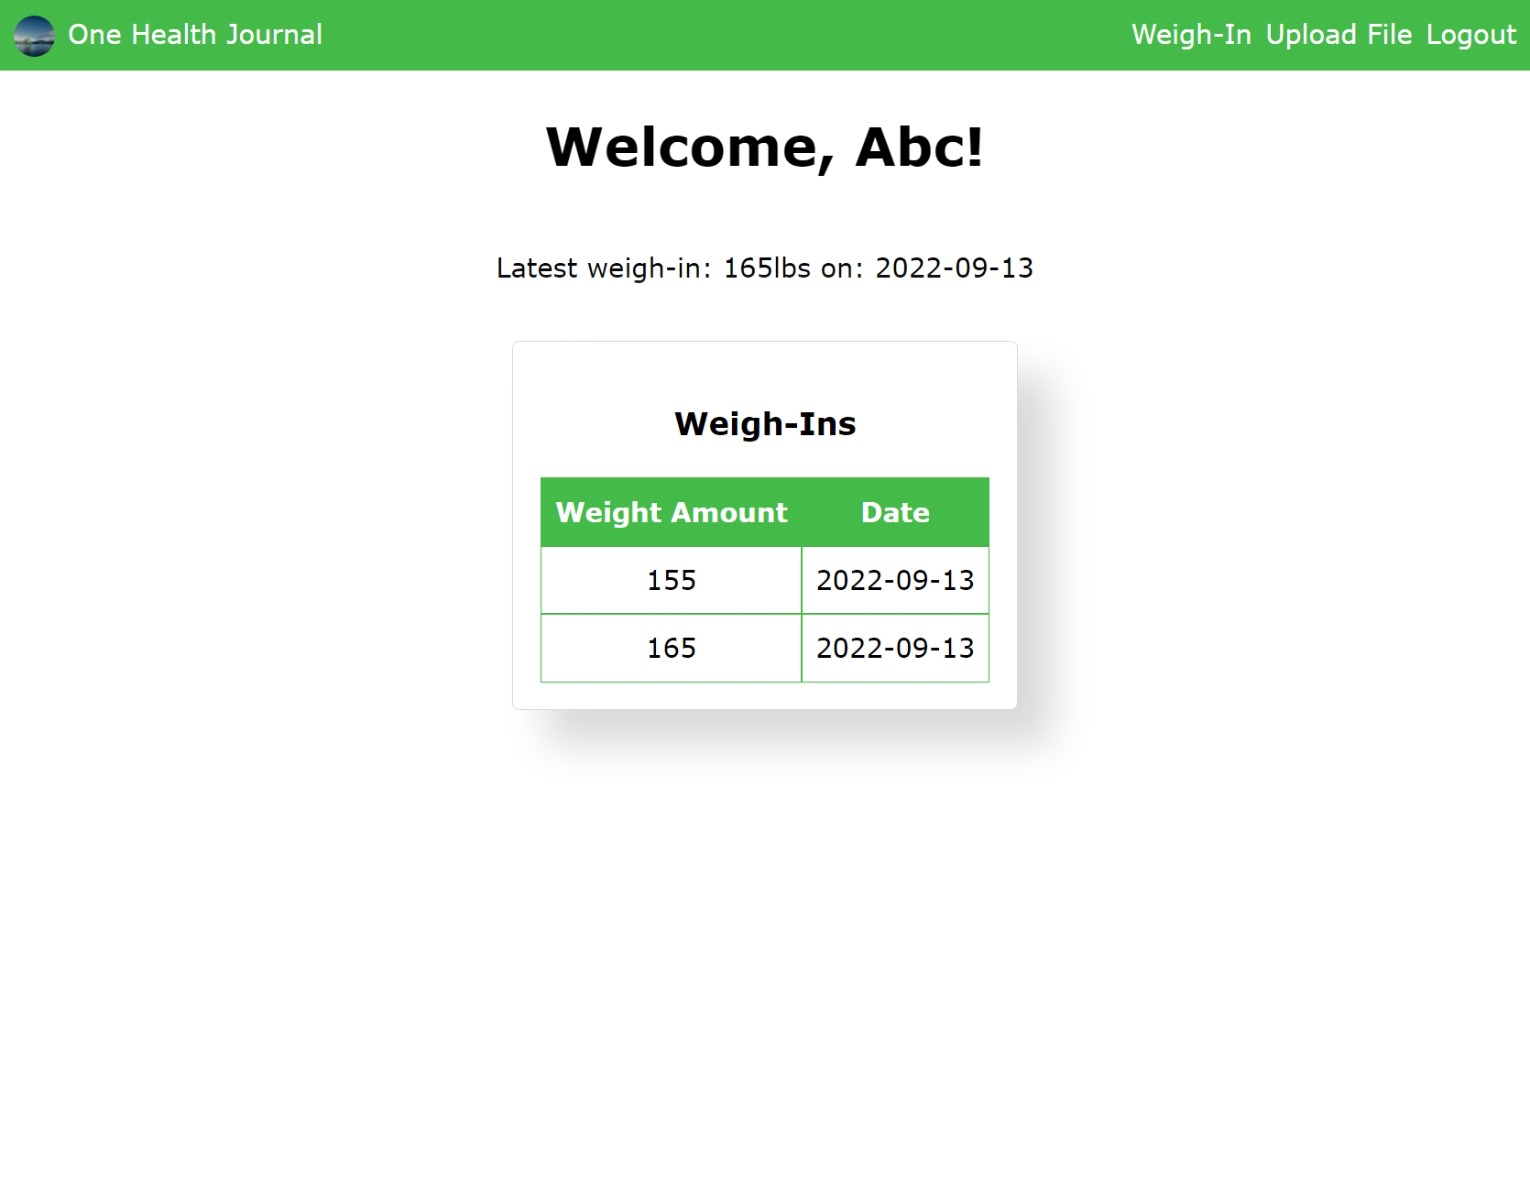 One Health Journal
Weigh-In Upload File Logout
Welcome, Abc!
Latest weigh-in: 165lbs on: 2022-09-13
Weigh-Ins
Weight Amount Date
155 2022-09-13
165 2022-09-13